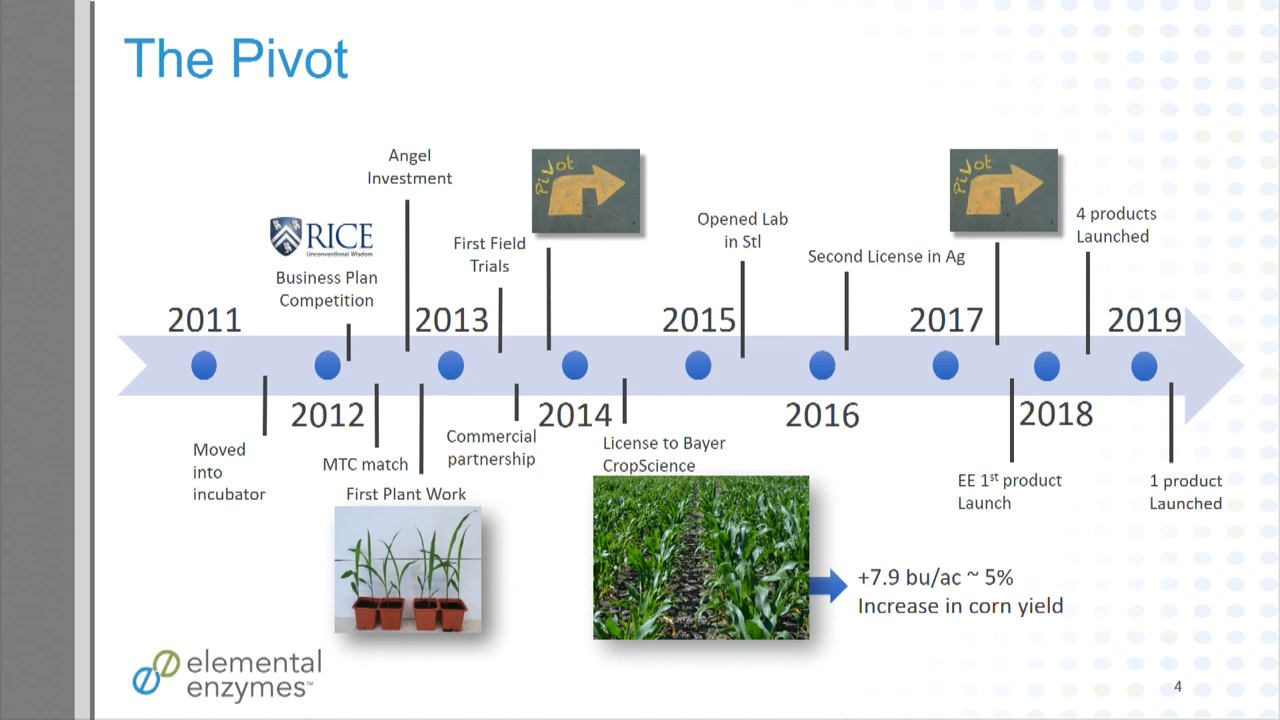 The Pivot
Angel
Investment
Pivot
Pivot
RICE
Unconventional Wisdom
Business Plan
Competition
First Field
Trials
Opened Lab
in Stl
Second License in Ag
4 products
Launched
2011
2013
2015
2017
2019
2012
2014
2016
2018
Moved
into
incubator
MTC match
First Plant Work
Commercial
partnership
License to Bayer
CropScience
EE 1st product
Launch
1 product
Launched
+7.9 bu/ac ~ 5%
Increase in corn yield
elemental
enzymes™
4